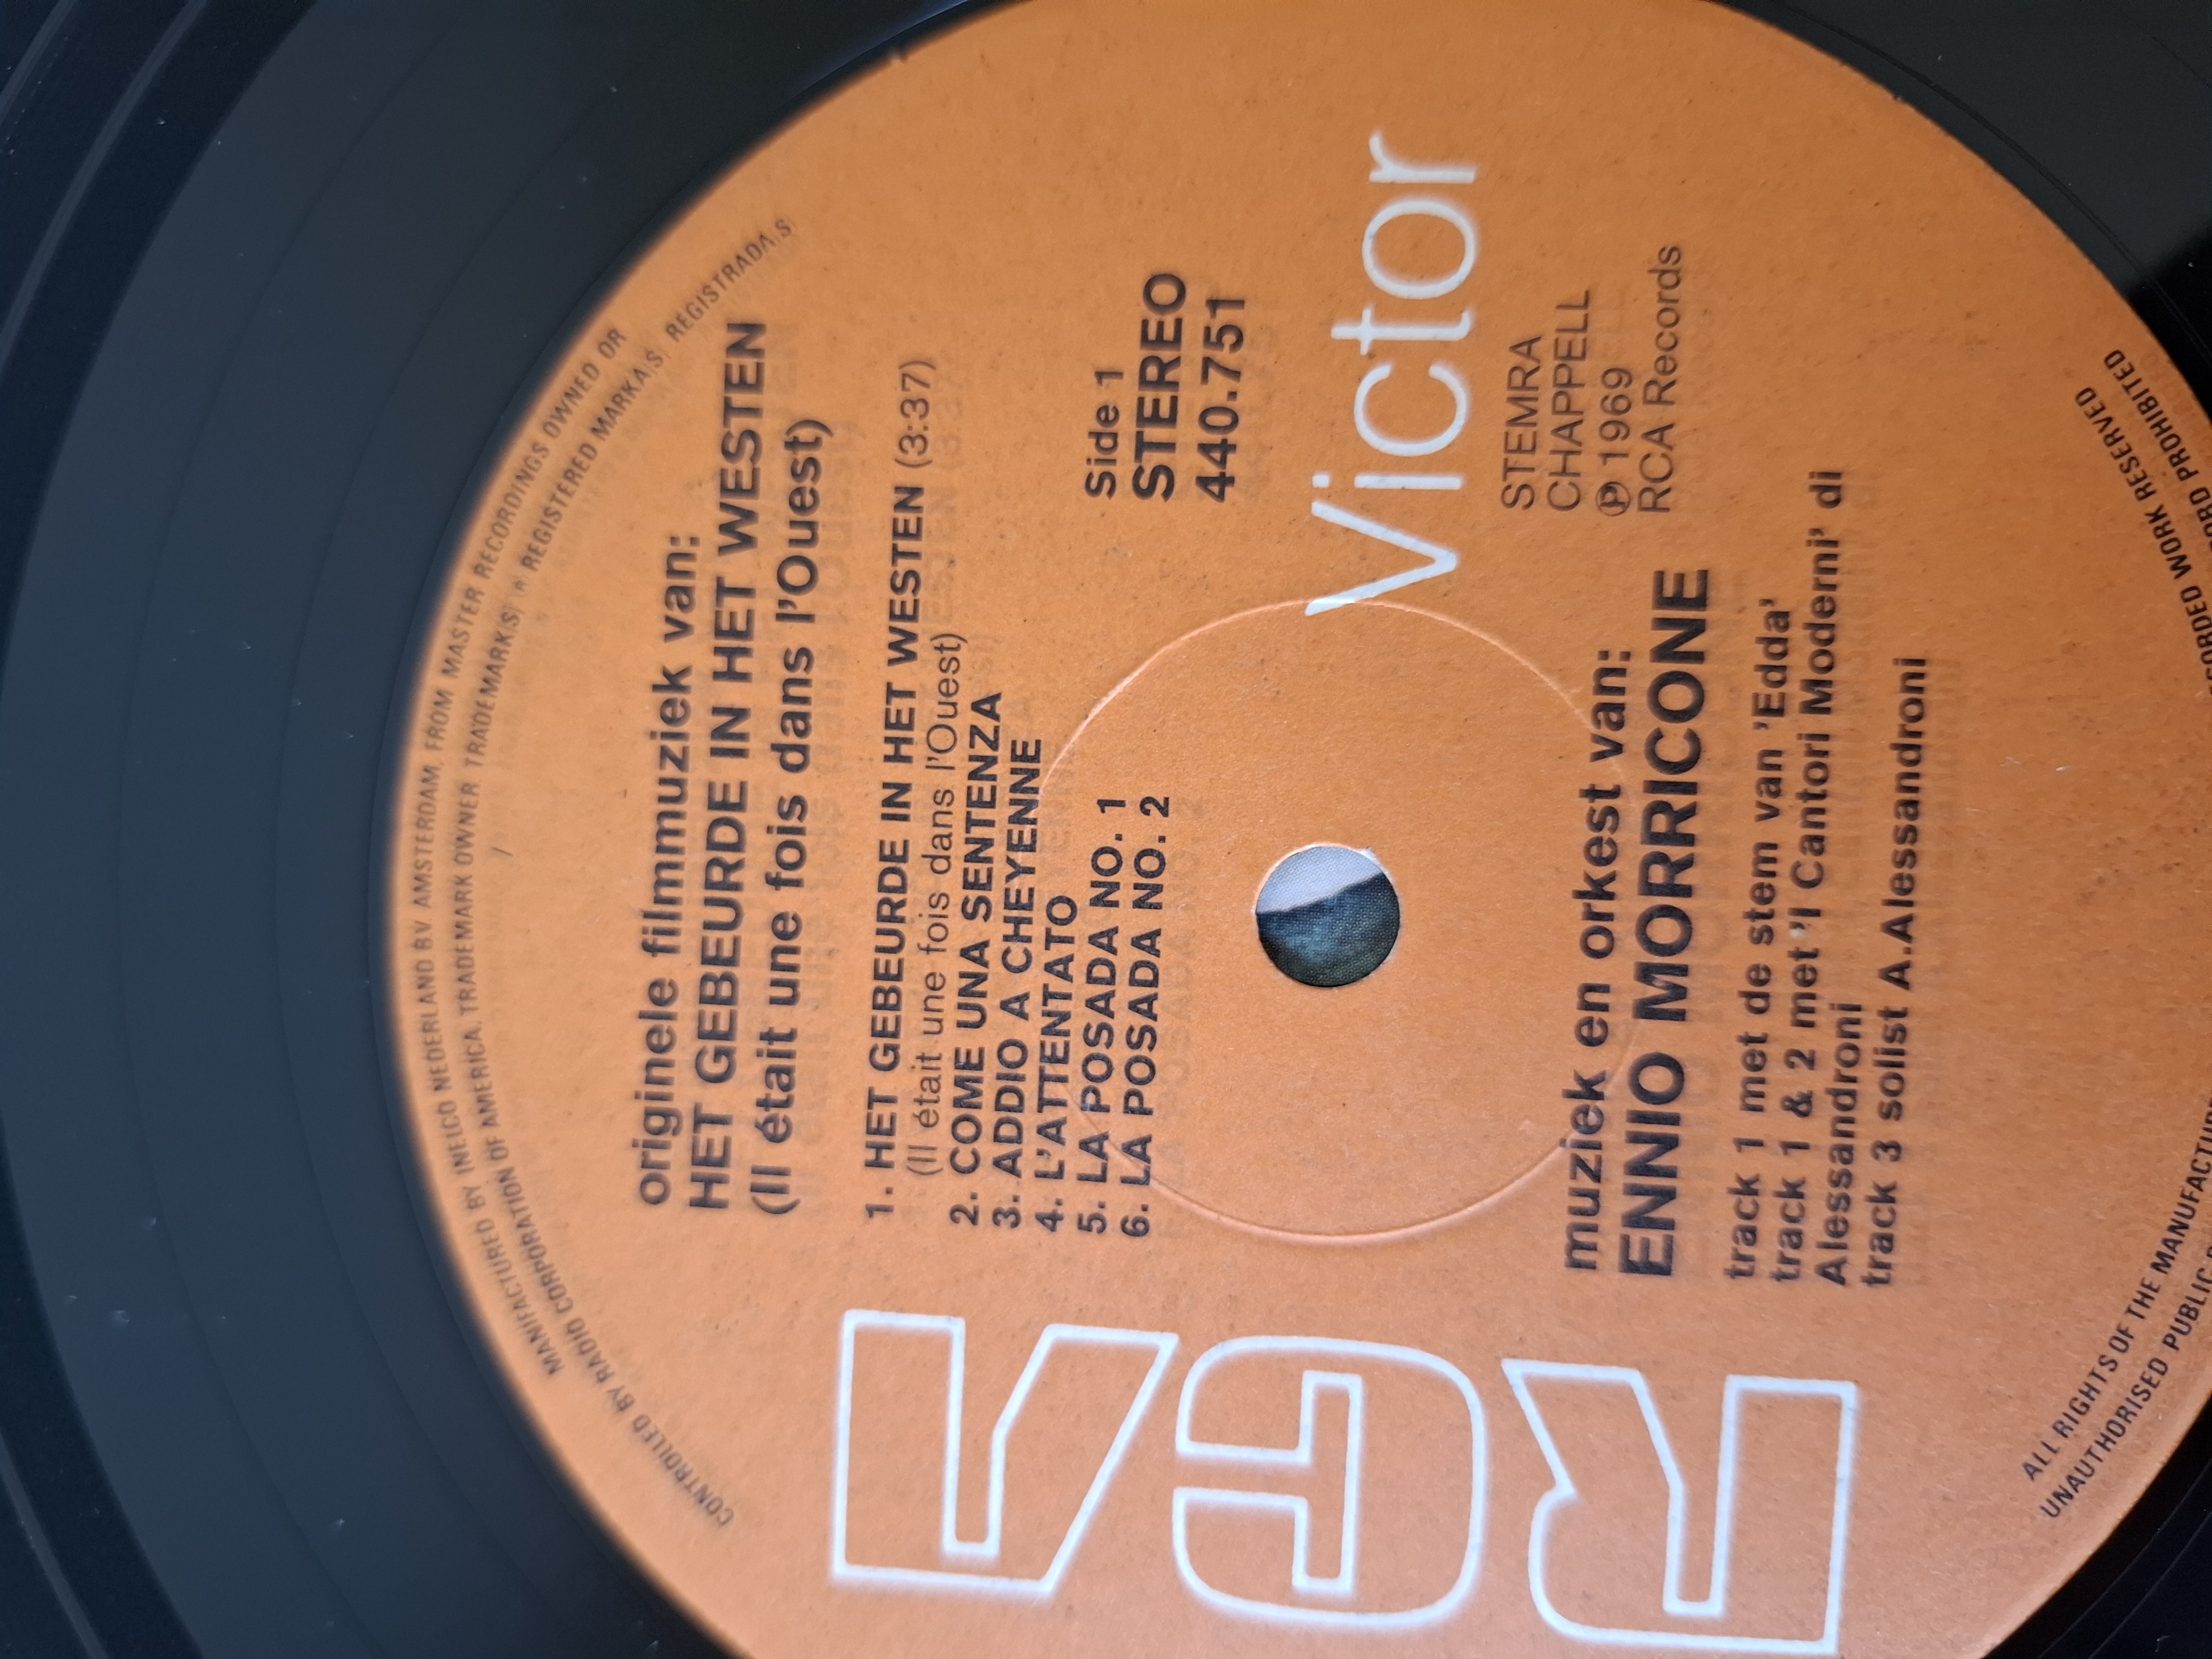 MANUFACTURED BY INELCO NEDERLAND BV AMSTERDAM, FROM MASTER RECORDINGS OWNED OR
CONTROLLED BY RADIO CORPORATION OF AMERICA, TRADEMARK OWNER TRADEMARK(S) ® REGISTERED MARKA(S) REGISTRADA(S)
originele filmmuziek van:
HET GEBEURDE IN HET WESTEN
(Il était une fois dans l'Ouest)
1. HET GEBEURDE IN HET WESTEN (3:37)
(Il était une fois dans l'Ouest)
2. COME UNA SENTENZA
3. ADDIO A CHEYENNE
4. L'ATTENTATO
5. LA POSADA NO. 1
6. LA POSADA NO. 2
Side 1
STEREO
440.751
RCA Victor
muziek en orkest van:
ENNIO MORRICONE
track 1 met de stem van 'Edda'
track 1 & 2 met 'I Cantori Moderni' di
Alessandroni
track 3 solist A.Alessandroni
STEMRA
CHAPPELL
℗ 1969
RCA Records
ALL RIGHTS OF THE MANUFACTURE
WORK RESERVED
UNAUTHORISED PUBLIC
PROHIBITED